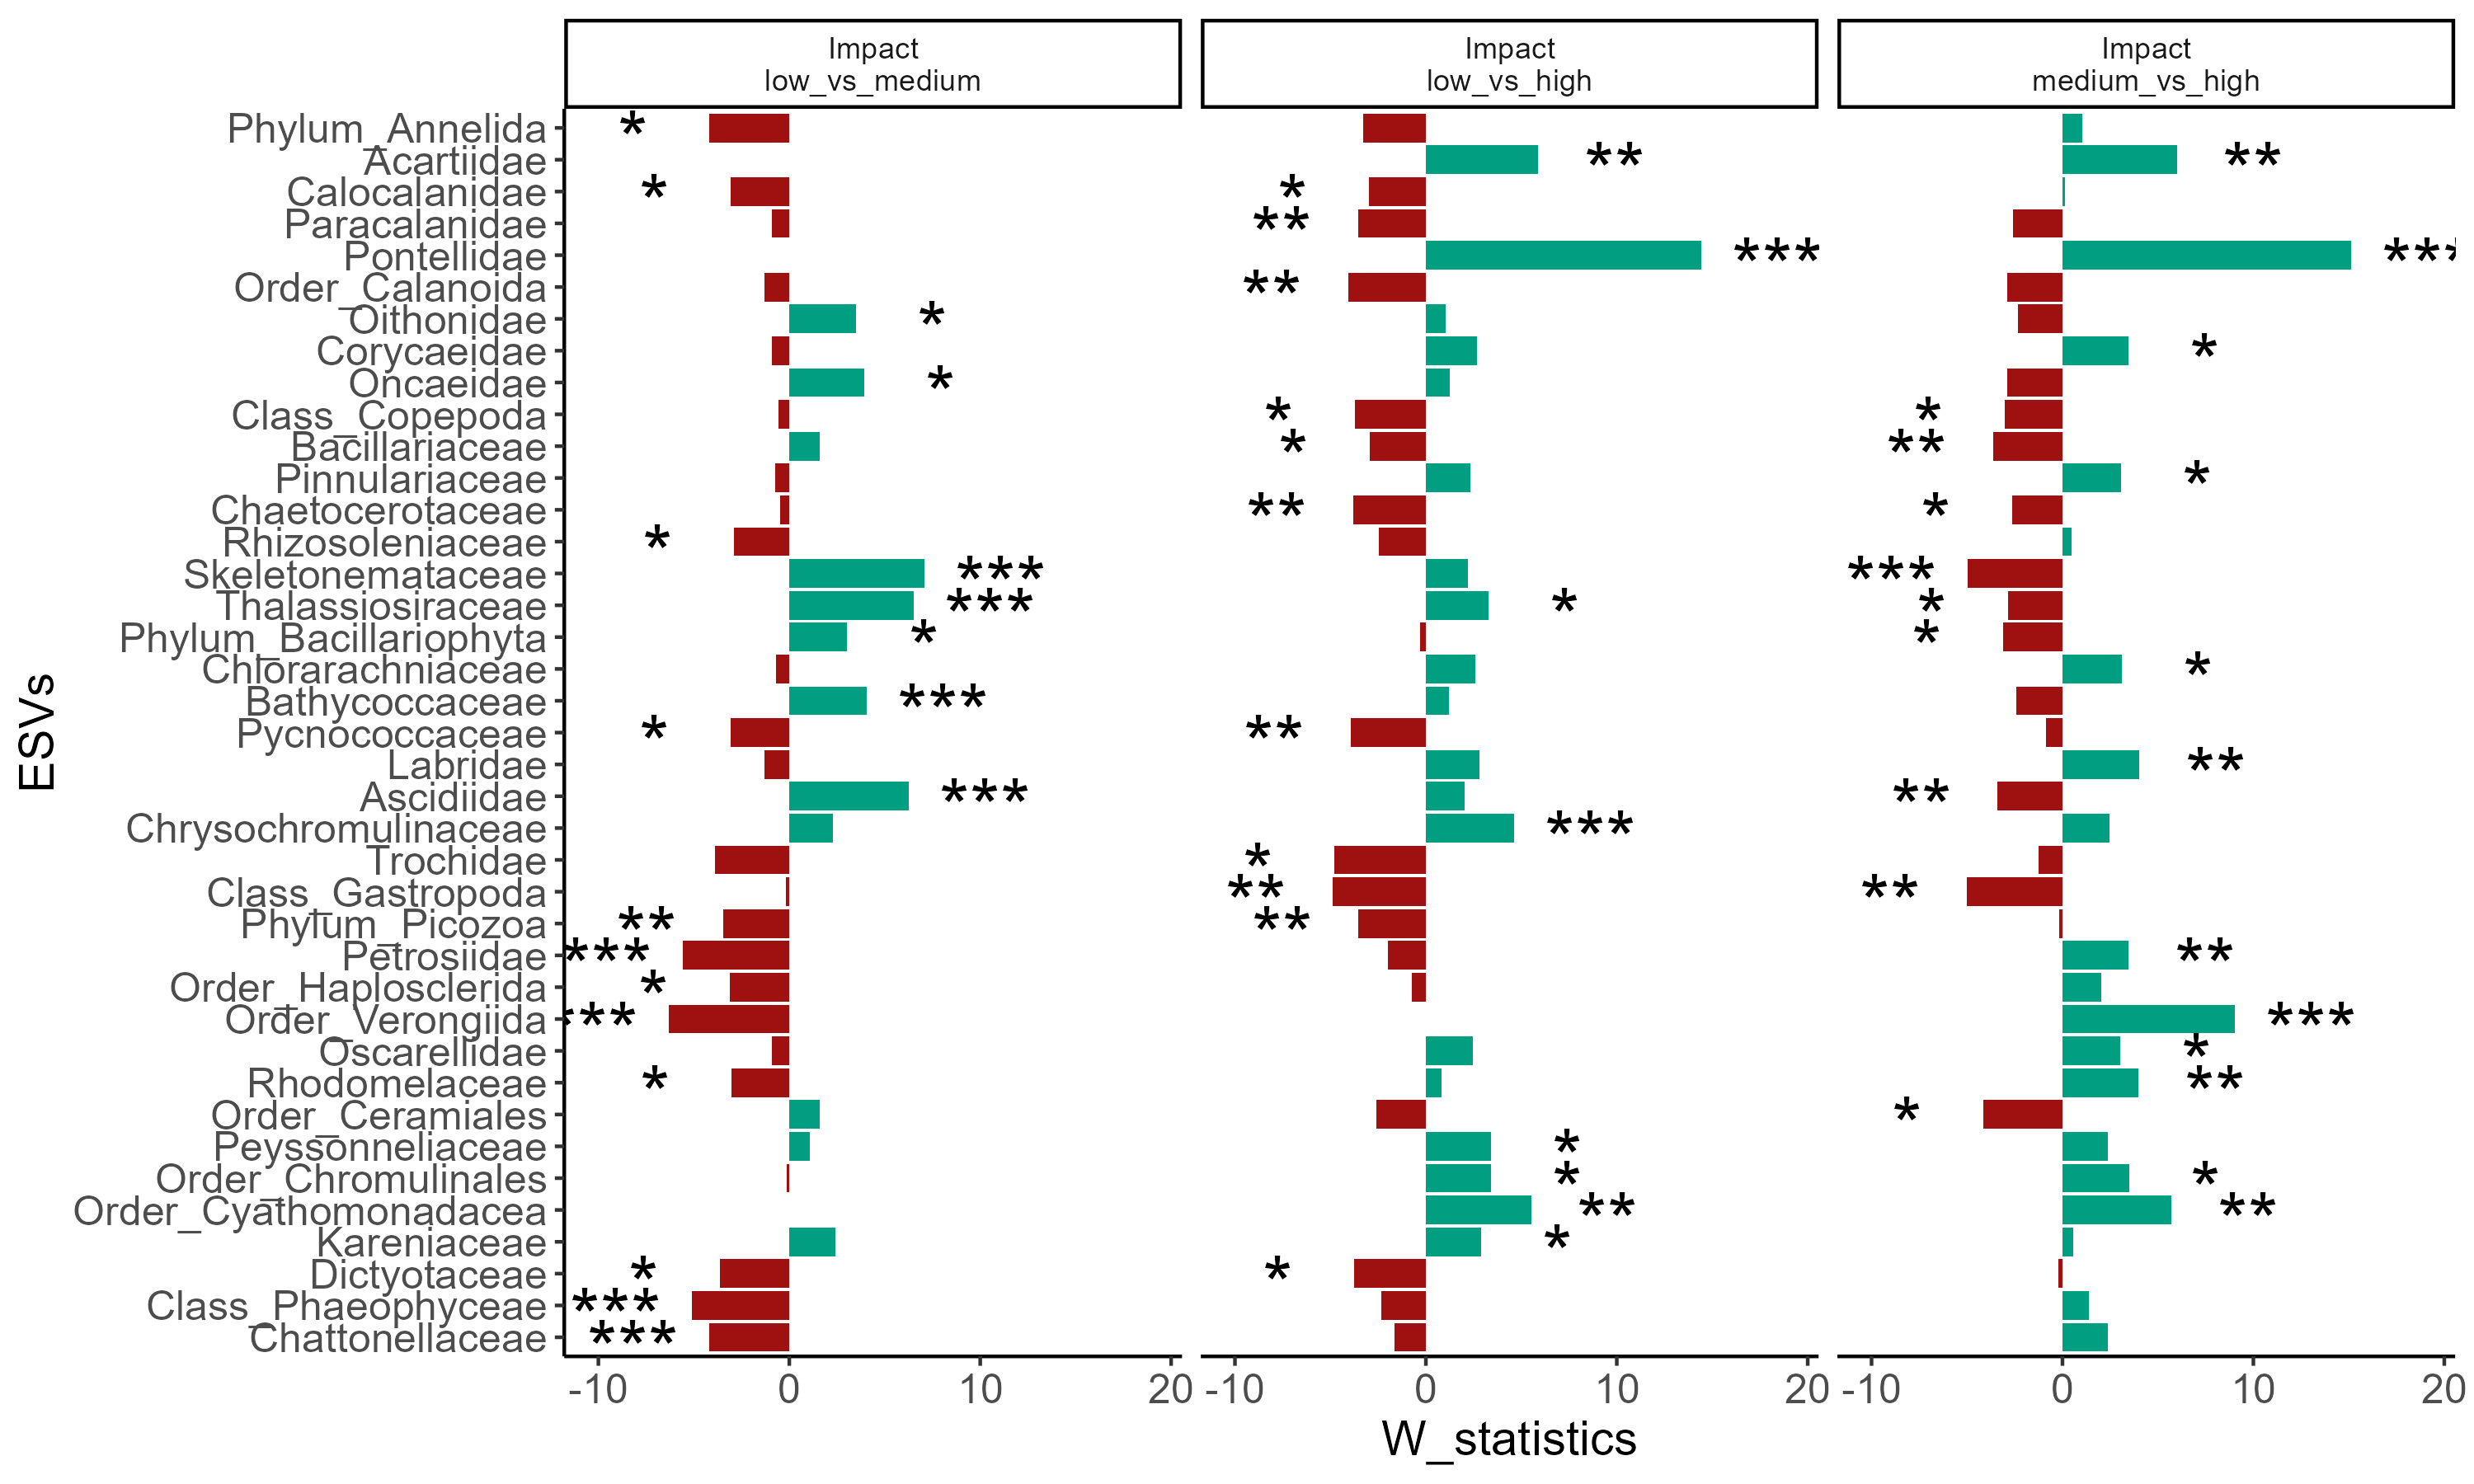 Impact
low_vs_medium
Impact
low_vs_high
Impact
medium_vs_high
Phylum_Annelida *
Acartiidae ** **
Calocalanidae * *
Paracalanidae **
Pontellidae *** ***
Order_Calanoida **
Oithonidae *
Corycaeidae *
Oncaeidae *
Class_Copepoda * *
Bacillariaceae * **
Pinnulariaceae *
Chaetocerotaceae ** *
Rhizosoleniaceae *
Skeletonemataceae *** ***
Thalassiosiraceae *** * *
Phylum_Bacillariophyta * *
Chlorarachniaceae *
Bathycoccaceae ***
Pycnococcaceae * **
Labridae **
Ascidiidae *** **
Chrysochromulinaceae ***
Trochidae *
Class_Gastropoda ** **
Phylum_Picozoa ** **
Petrosiidae *** **
Order_Haplosclerida *
Order_Verongiida *** ***
Oscarellidae *
Rhodomelaceae * **
Order_Ceramiales *
Peyssonneliaceae *
Order_Chromulinales * *
Order_Cyathomonadacea ** **
Kareniaceae *
Dictyotaceae * *
Class_Phaeophyceae ***
Chattonellaceae ***
ESVs
-10 0 10 20 -10 0 10 20 -10 0 10 20
W_statistics